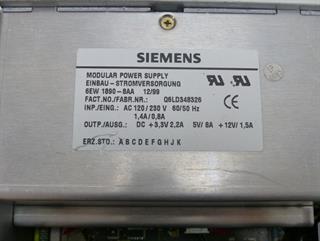 SIEMENS
MODULAR POWER SUPPLY
EINBAU - STROMVERSORGUNG
6EW 1890-8AA 12/99
FACT.NO./FABR.NR.: Q6LD348326
INP./EING.: AC 120 / 230 V 60/50 Hz
1,4A / 0,8A
OUTP./AUSG.: DC + 3,3V 2,2A 5V/ 8A + 12V/ 1,5A
ERZ.STD.: A B C D E F G H J K